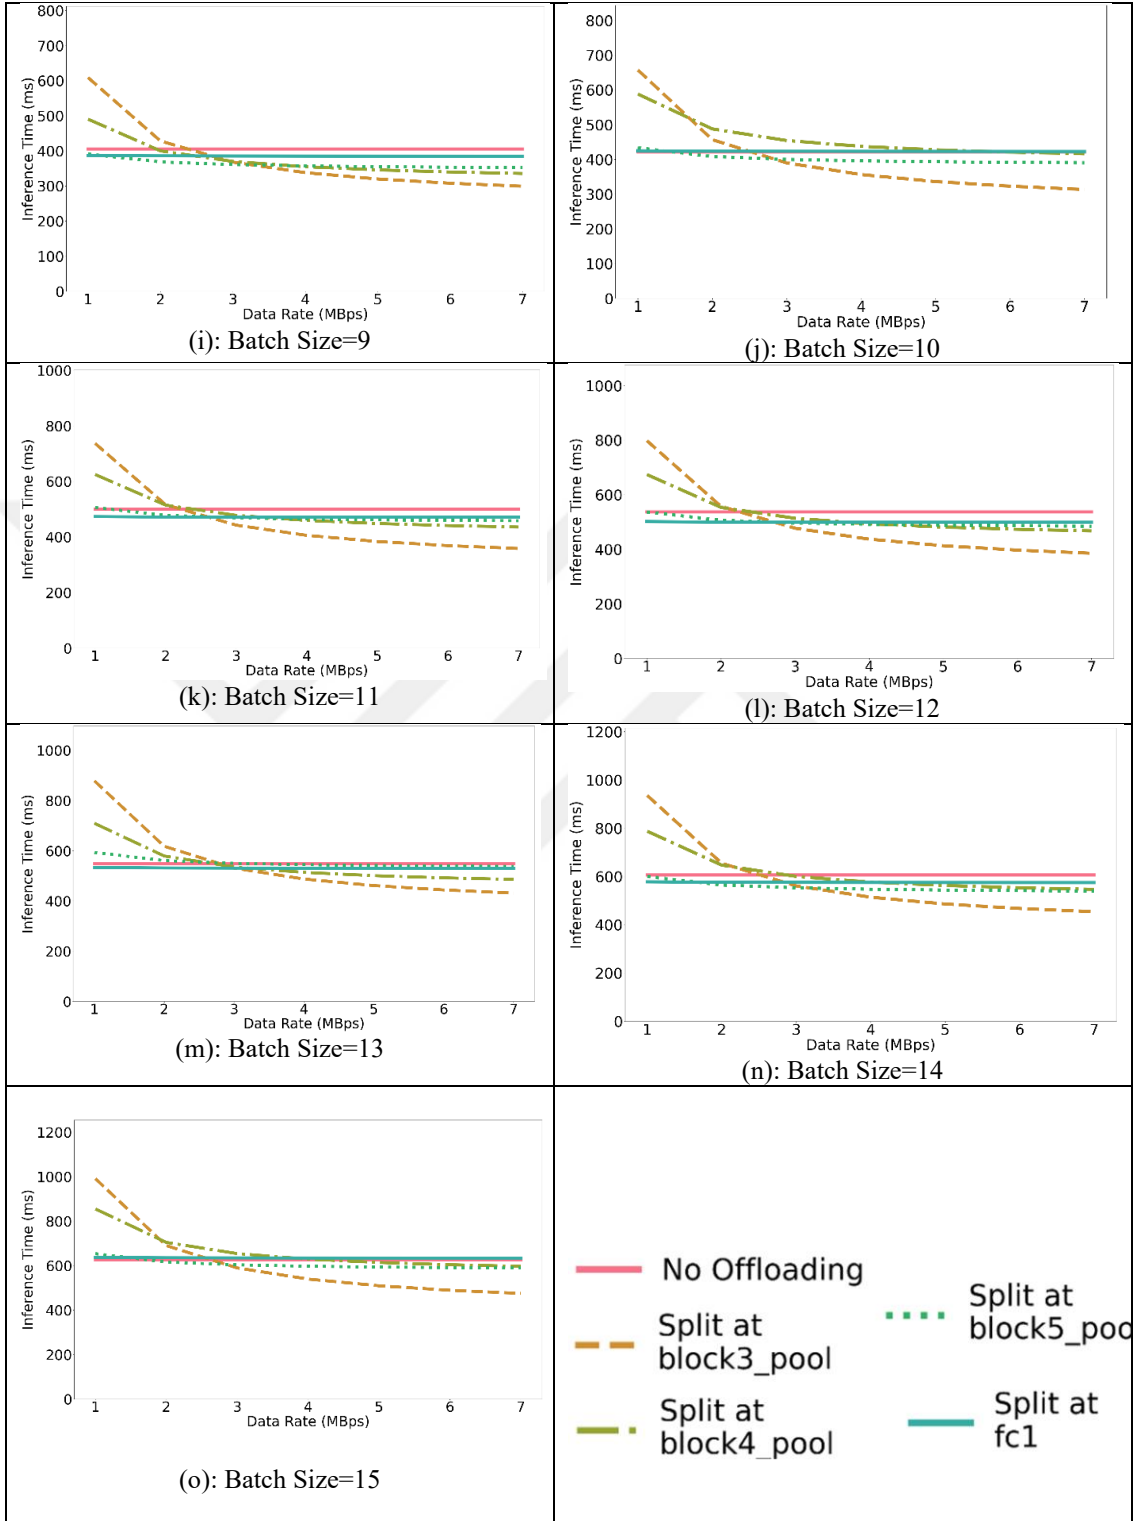 800
700
600
500
400
300
200
100
0
Inference Time (ms)
1 2 3 4 5 6 7
Data Rate (MBps)
(i): Batch Size=9
800
700
600
500
400
300
200
100
0
Inference Time (ms)
1 2 3 4 5 6 7
Data Rate (MBps)
(j): Batch Size=10
1000
800
600
400
200
0
Inference Time (ms)
1 2 3 4 5 6 7
Data Rate (MBps)
(k): Batch Size=11
1000
800
600
400
200
0
Inference Time (ms)
1 2 3 4 5 6 7
Data Rate (MBps)
(l): Batch Size=12
1000
800
600
400
200
0
Inference Time (ms)
1 2 3 4 5 6 7
Data Rate (MBps)
(m): Batch Size=13
1200
1000
800
600
400
200
0
Inference Time (ms)
1 2 3 4 5 6 7
Data Rate (MBps)
(n): Batch Size=14
1200
1000
800
600
400
200
0
Inference Time (ms)
1 2 3 4 5 6 7
Data Rate (MBps)
(o): Batch Size=15
No Offloading
Split at
block3_pool
Split at
block4_pool
Split at
block5_poo
Split at
fc1